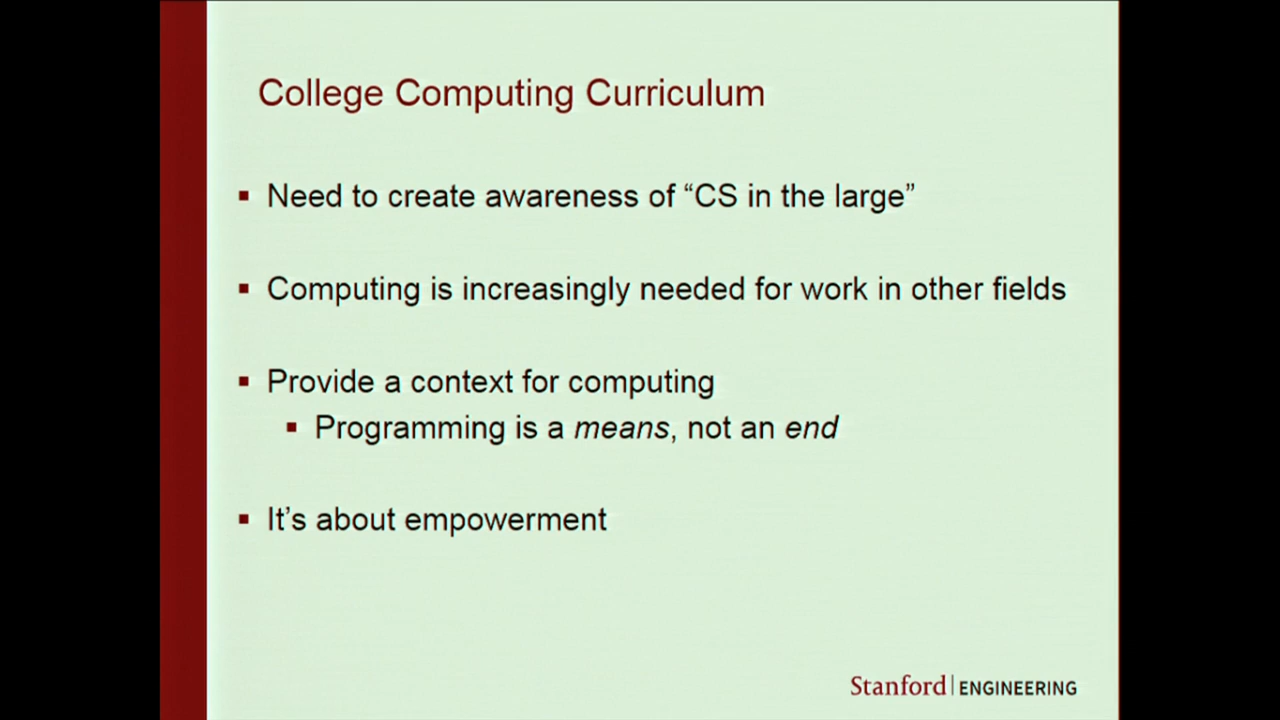 College Computing Curriculum
Need to create awareness of “CS in the large”
Computing is increasingly needed for work in other fields
Provide a context for computing
Programming is a means, not an end
It’s about empowerment
Stanford | ENGINEERING